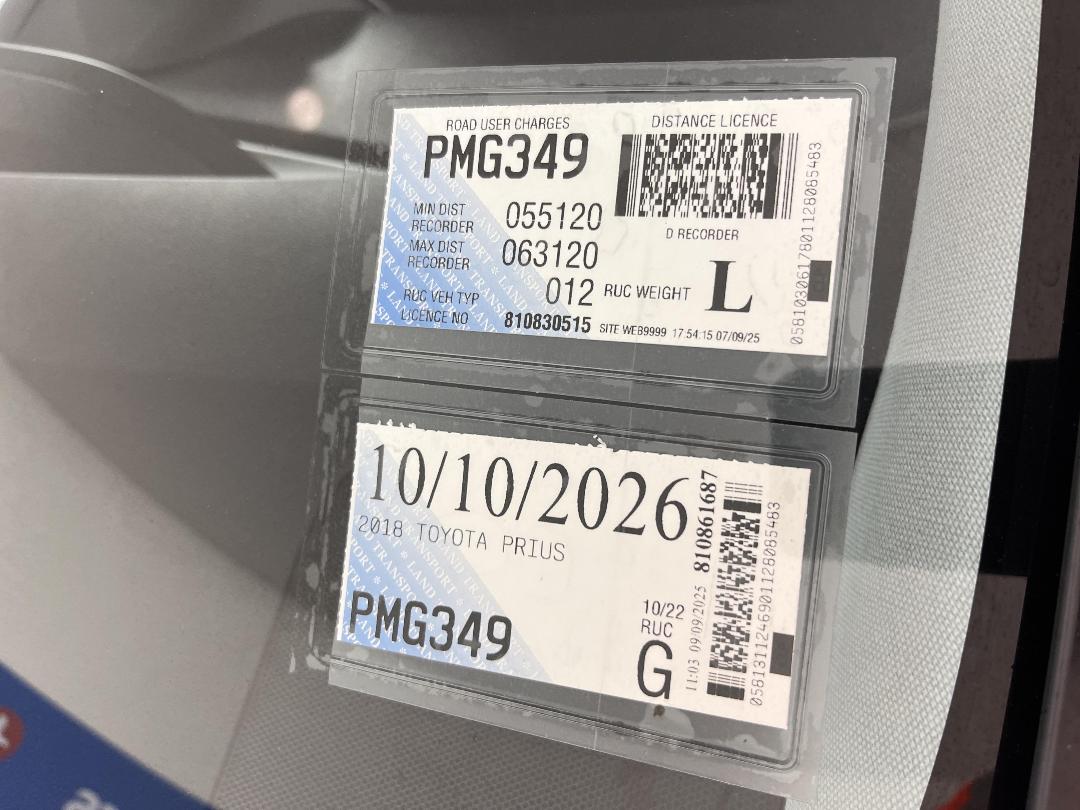 ROAD USER CHARGES
DISTANCE LICENCE
PMG349
MIN DIST RECORDER 055120
D RECORDER
MAX DIST RECORDER 063120
RUC VEH TYP 012 RUC WEIGHT L
LICENCE NO 810830515 SITE WEB9999 17:54:15 07/09/25
0581030617801128085483
10/10/2026
2018 TOYOTA PRIUS
PMG349
10/22
RUC
G
11:03 09/09/2025 810861687
0581311246901128085483